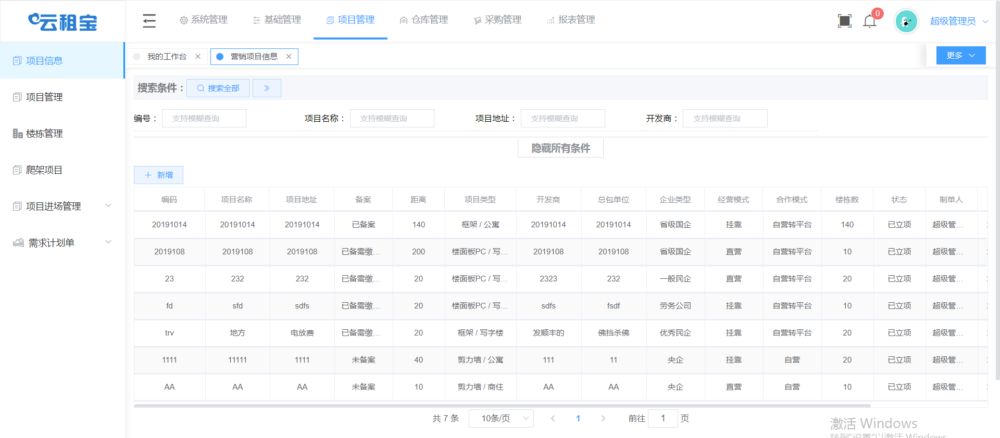 云租宝
系统管理 基础管理 项目管理 仓库管理 采购管理 报表管理 0 超级管理员
我的工作台 营销项目信息 更多
项目信息
项目管理
楼栋管理
爬架项目
项目进场管理
需求计划单
搜索条件： 搜索全部
编号： 支持模糊查询 项目名称： 支持模糊查询 项目地址： 支持模糊查询 开发商： 支持模糊查询
隐藏所有条件
新增
编码 项目名称 项目地址 备案 距离 项目类型 开发商 总包单位 企业类型 经营模式 合作模式 楼栋数 状态 制单人
20191014 20191014 20191014 已备案 140 框架 / 公寓 20191014 20191014 省级国企 挂靠 自营转平台 140 已立项 超级管...
2019108 2019108 2019108 已备需缴... 200 楼面板PC / 写... 2019108 2019108 省级国企 直营 自营转平台 10 已立项 超级管...
23 232 232 已备需缴... 20 楼面板PC / 写... 2323 232 一般民企 直营 自营转平台 20 已立项 超级管...
fd sfd sdfs 已备需缴... 20 楼面板PC / 写... sdfs fsdf 劳务公司 挂靠 自营转平台 10 已立项 超级管...
trv 地方 电放费 已备需缴... 20 框架 / 写字楼 发顺丰的 佛挡杀佛 优秀民企 挂靠 自营转平台 20 已立项 超级管...
1111 11111 1111 未备案 40 剪力墙 / 公寓 111 11 央企 挂靠 自营 20 已立项 超级管...
AA AA AA 未备案 10 剪力墙 / 商住 AA AA 央企 直营 自营 10 已立项 超级管...
共 7 条 10条/页 1 前往 1 页
激活 Windows
转到“设置”以激活 Windows